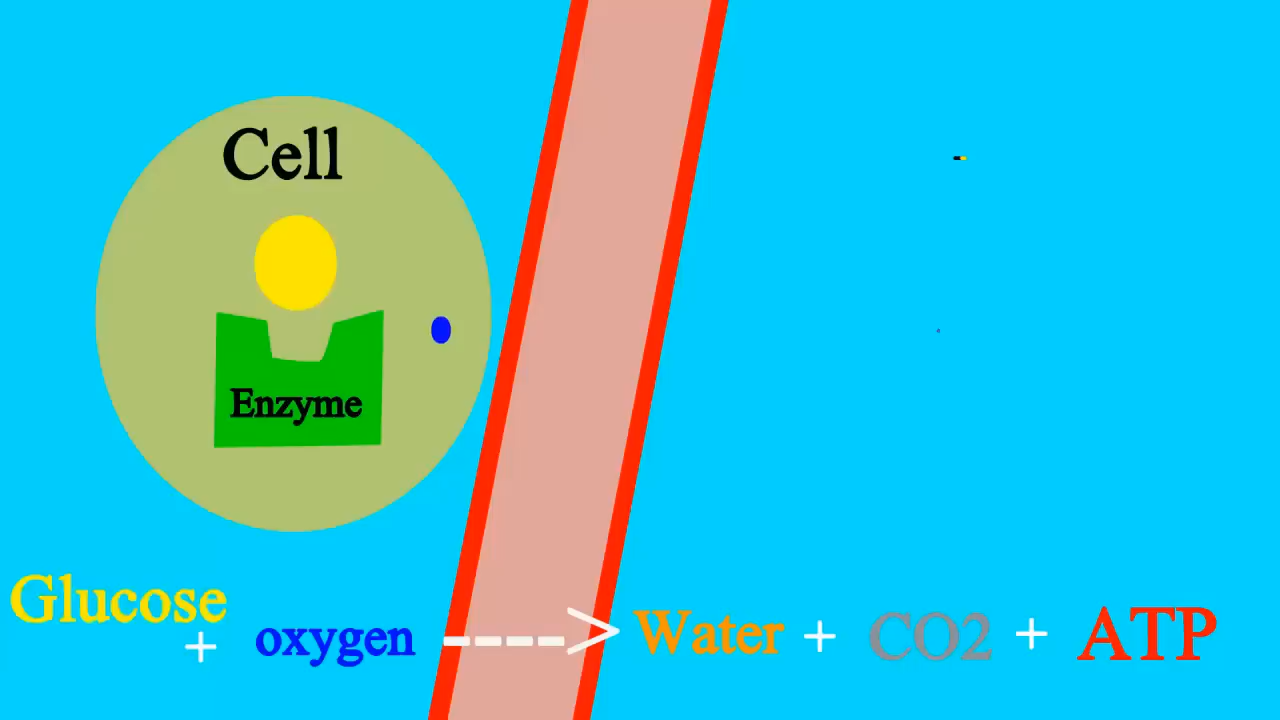 Cell
Enzyme
Glucose + oxygen ----> Water + CO2 + ATP